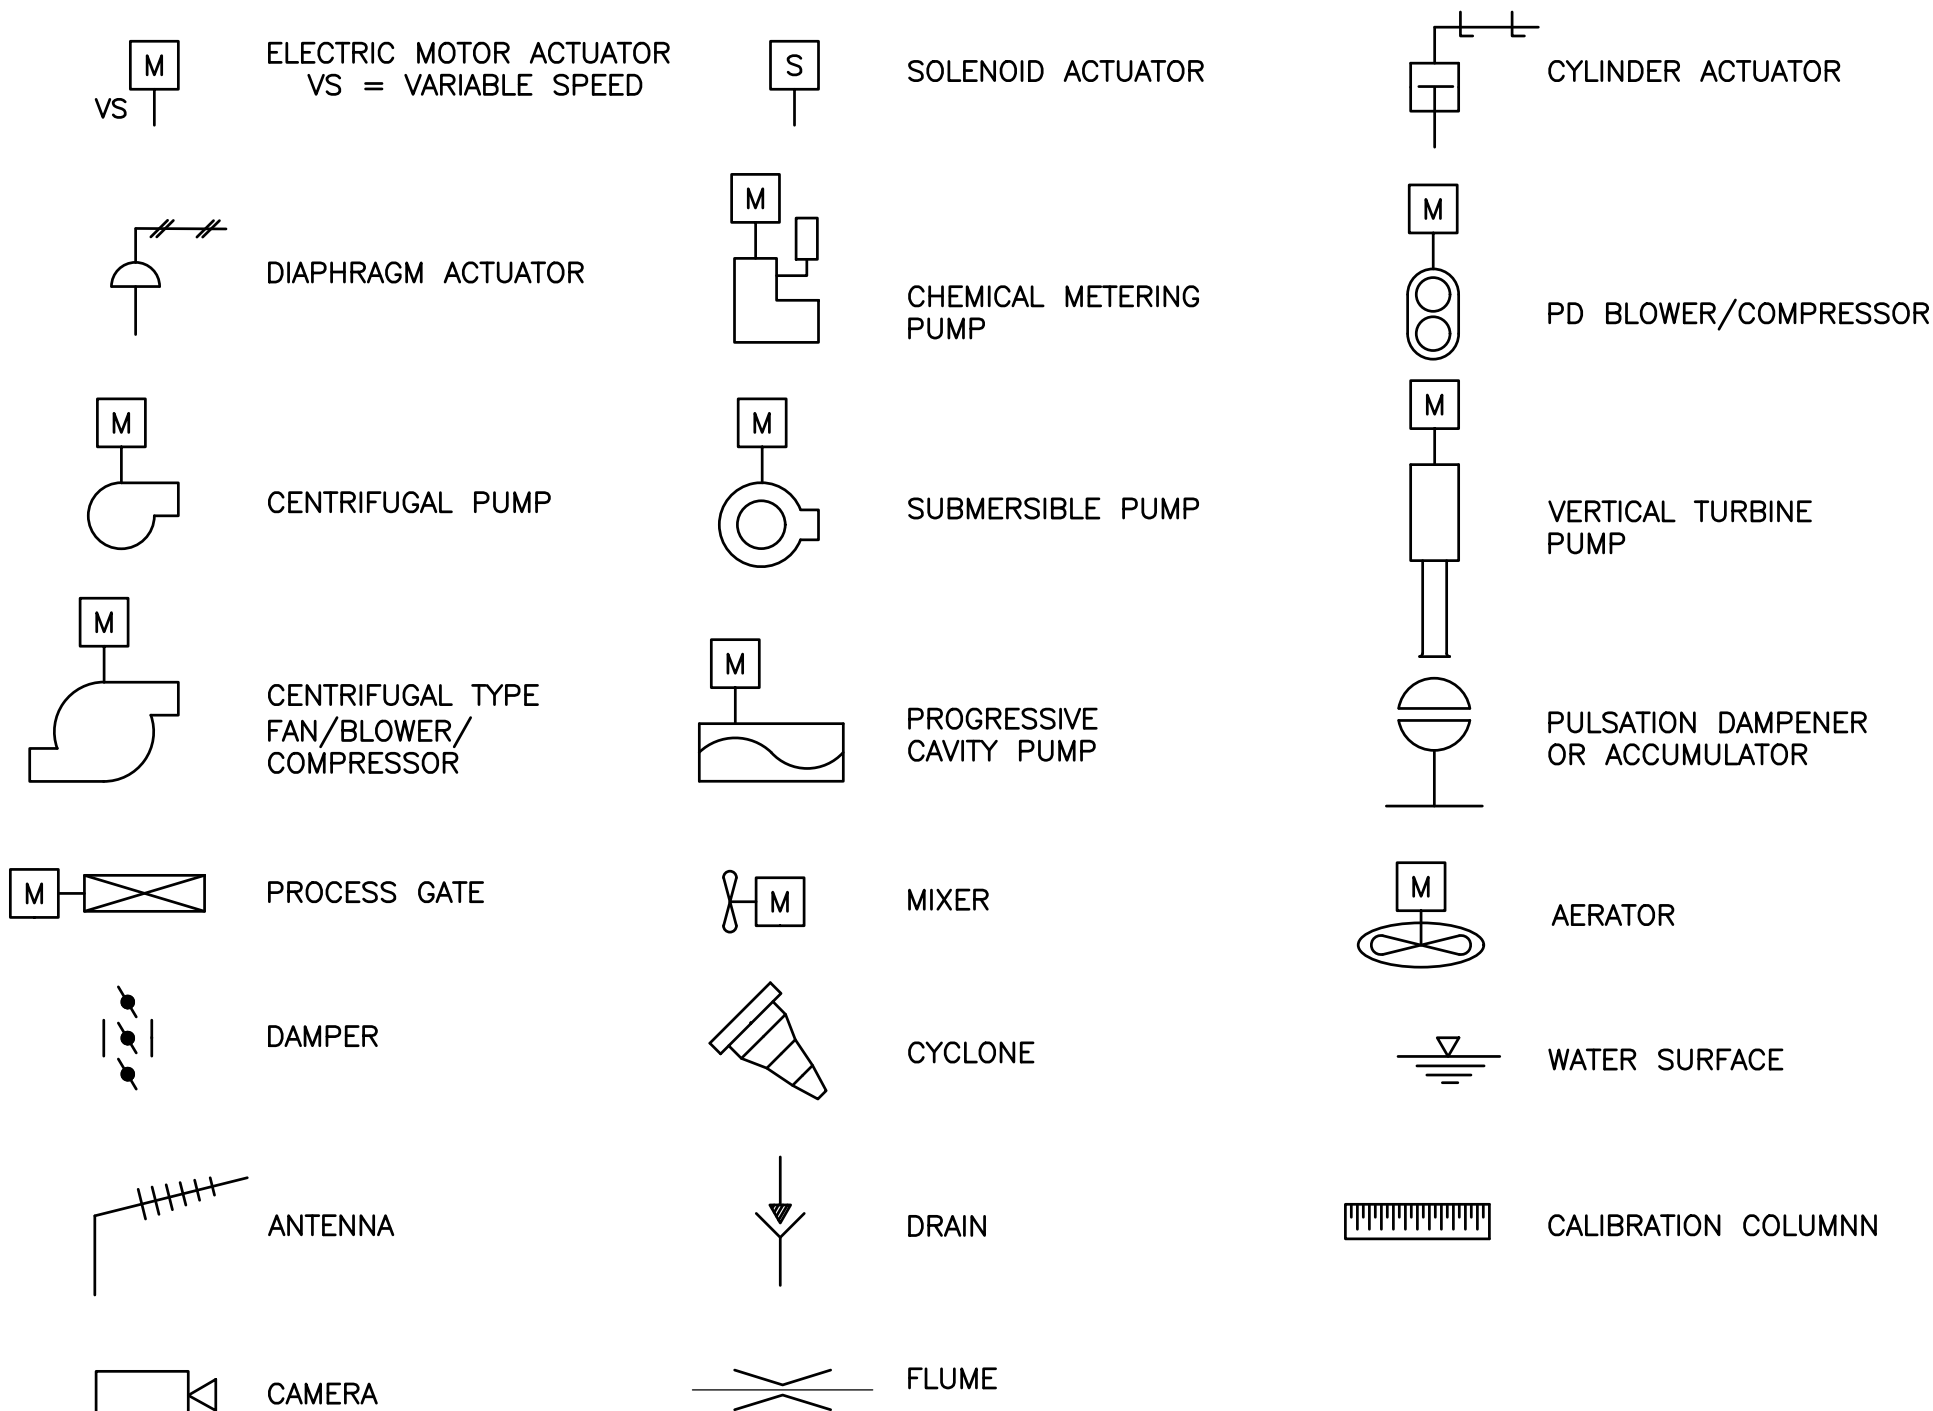 M
VS
ELECTRIC MOTOR ACTUATOR
VS = VARIABLE SPEED
S
SOLENOID ACTUATOR
CYLINDER ACTUATOR
DIAPHRAGM ACTUATOR
M
CHEMICAL METERING
PUMP
M
PD BLOWER/COMPRESSOR
M
CENTRIFUGAL PUMP
M
SUBMERSIBLE PUMP
M
VERTICAL TURBINE
PUMP
M
CENTRIFUGAL TYPE
FAN/BLOWER/
COMPRESSOR
M
PROGRESSIVE
CAVITY PUMP
PULSATION DAMPENER
OR ACCUMULATOR
M
PROCESS GATE
M
MIXER
M
AERATOR
DAMPER
CYCLONE
WATER SURFACE
ANTENNA
DRAIN
CALIBRATION COLUMNN
CAMERA
FLUME